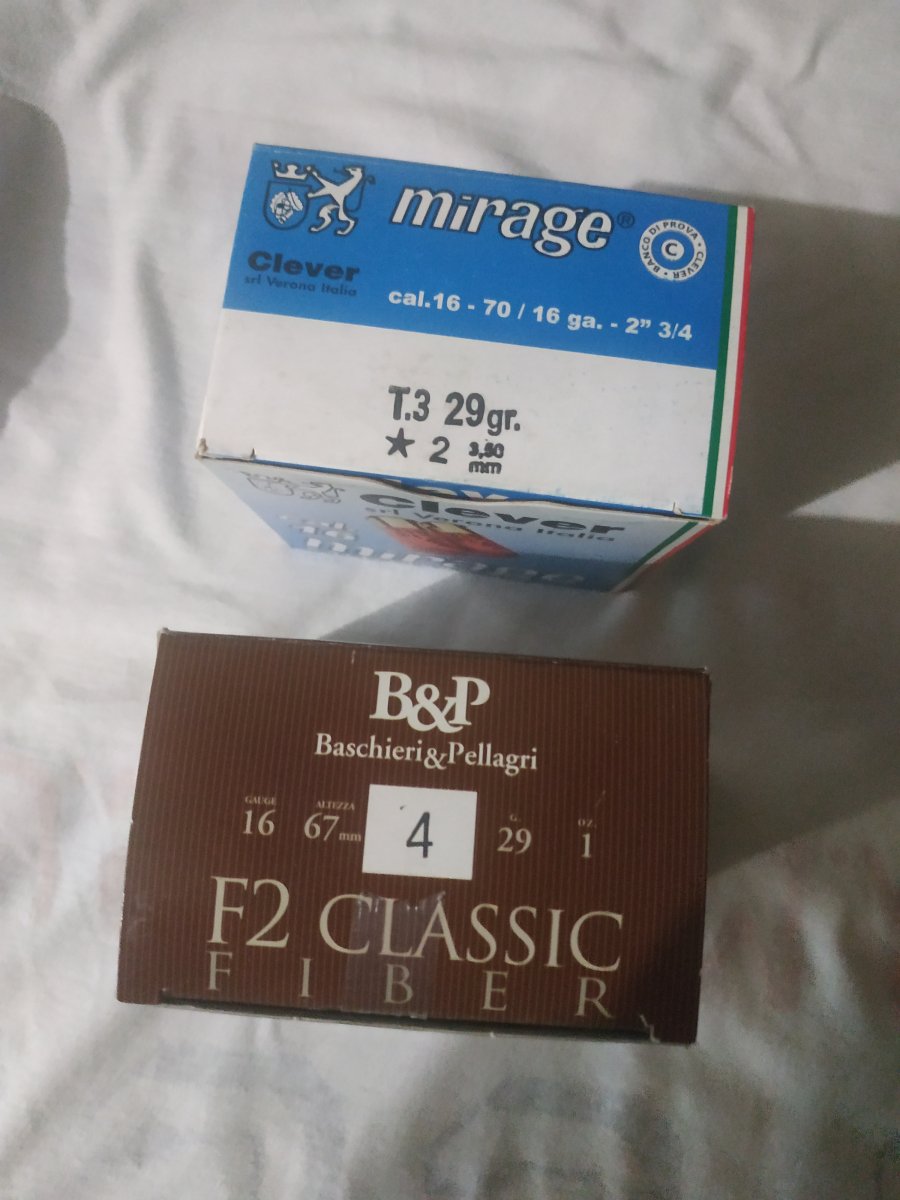 mirage®
BANCO DI PROVA • CLEVER •
C
Clever
srl Verona Italia
cal.16 - 70 / 16 ga. - 2” 3/4
T.3 29gr.
★ 2 3,50 mm
Clever
srl Verona Italia
mirage
B&P
Baschieri&Pellagri
GAUGE ALTEZZA G. OZ.
16 67mm 4 29 1
F2 CLASSIC
FIBER